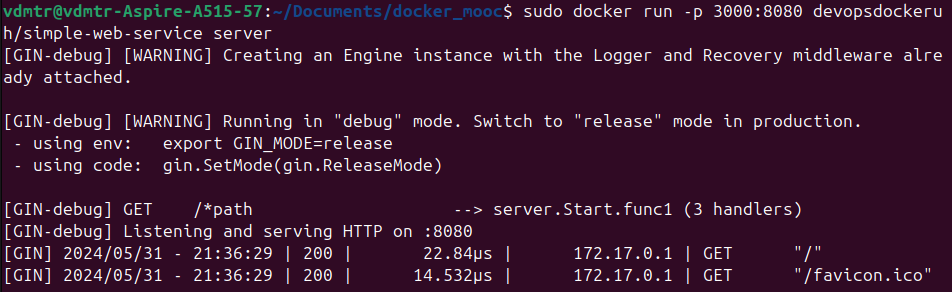 vdmtr@vdmtr-Aspire-A515-57:~/Documents/docker_mooc$ sudo docker run -p 3000:8080 devopsdockeru
h/simple-web-service server
[GIN-debug] [WARNING] Creating an Engine instance with the Logger and Recovery middleware alre
ady attached.

[GIN-debug] [WARNING] Running in "debug" mode. Switch to "release" mode in production.
 - using env:   export GIN_MODE=release
 - using code:  gin.SetMode(gin.ReleaseMode)

[GIN-debug] GET    /*path                    --> server.Start.func1 (3 handlers)
[GIN-debug] Listening and serving HTTP on :8080
[GIN] 2024/05/31 - 21:36:29 | 200 |       22.84µs |      172.17.0.1 | GET      "/"
[GIN] 2024/05/31 - 21:36:29 | 200 |      14.532µs |      172.17.0.1 | GET      "/favicon.ico"